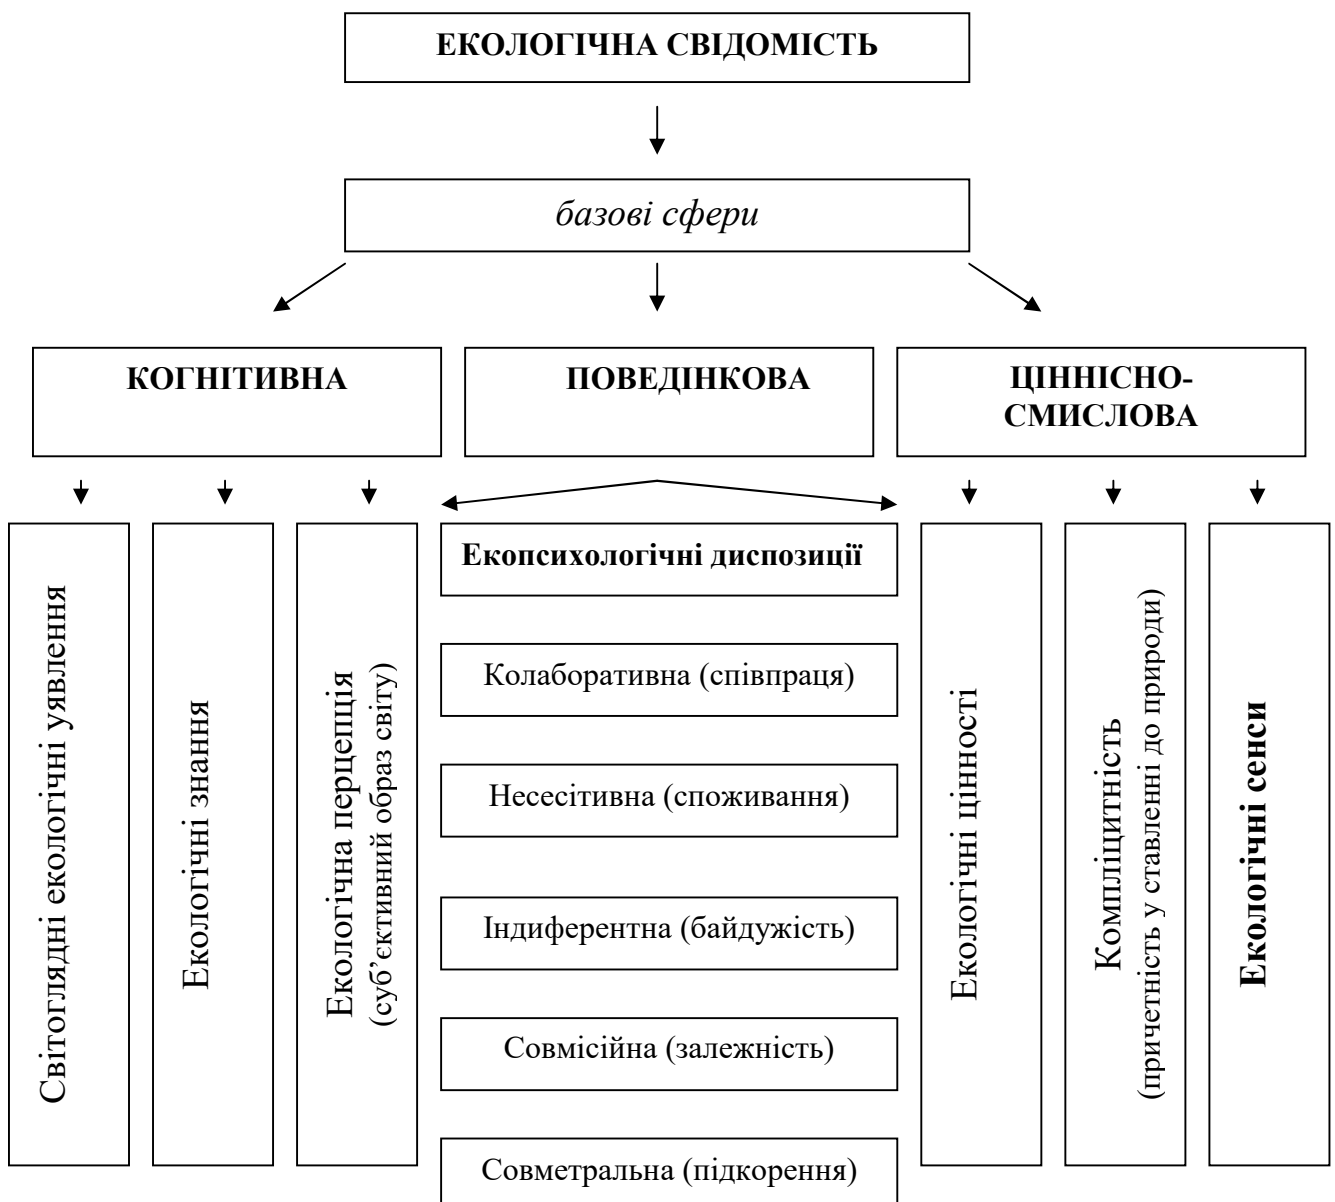 ЕКОЛОГІЧНА СВІДОМІСТЬ
базові сфери
КОГНІТИВНА
ПОВЕДІНКОВА
ЦІННІСНО-
СМИСЛОВА
Світоглядні екологічні уявлення
Екологічні знання
Екологічна перцепція
(суб’єктивний образ світу)
Екопсихологічні диспозиції
Колаборативна (співпраця)
Несесітивна (споживання)
Індиферентна (байдужість)
Совмісійна (залежність)
Совметральна (підкорення)
Екологічні цінності
Компліцитність
(причетність у ставленні до природи)
Екологічні сенси